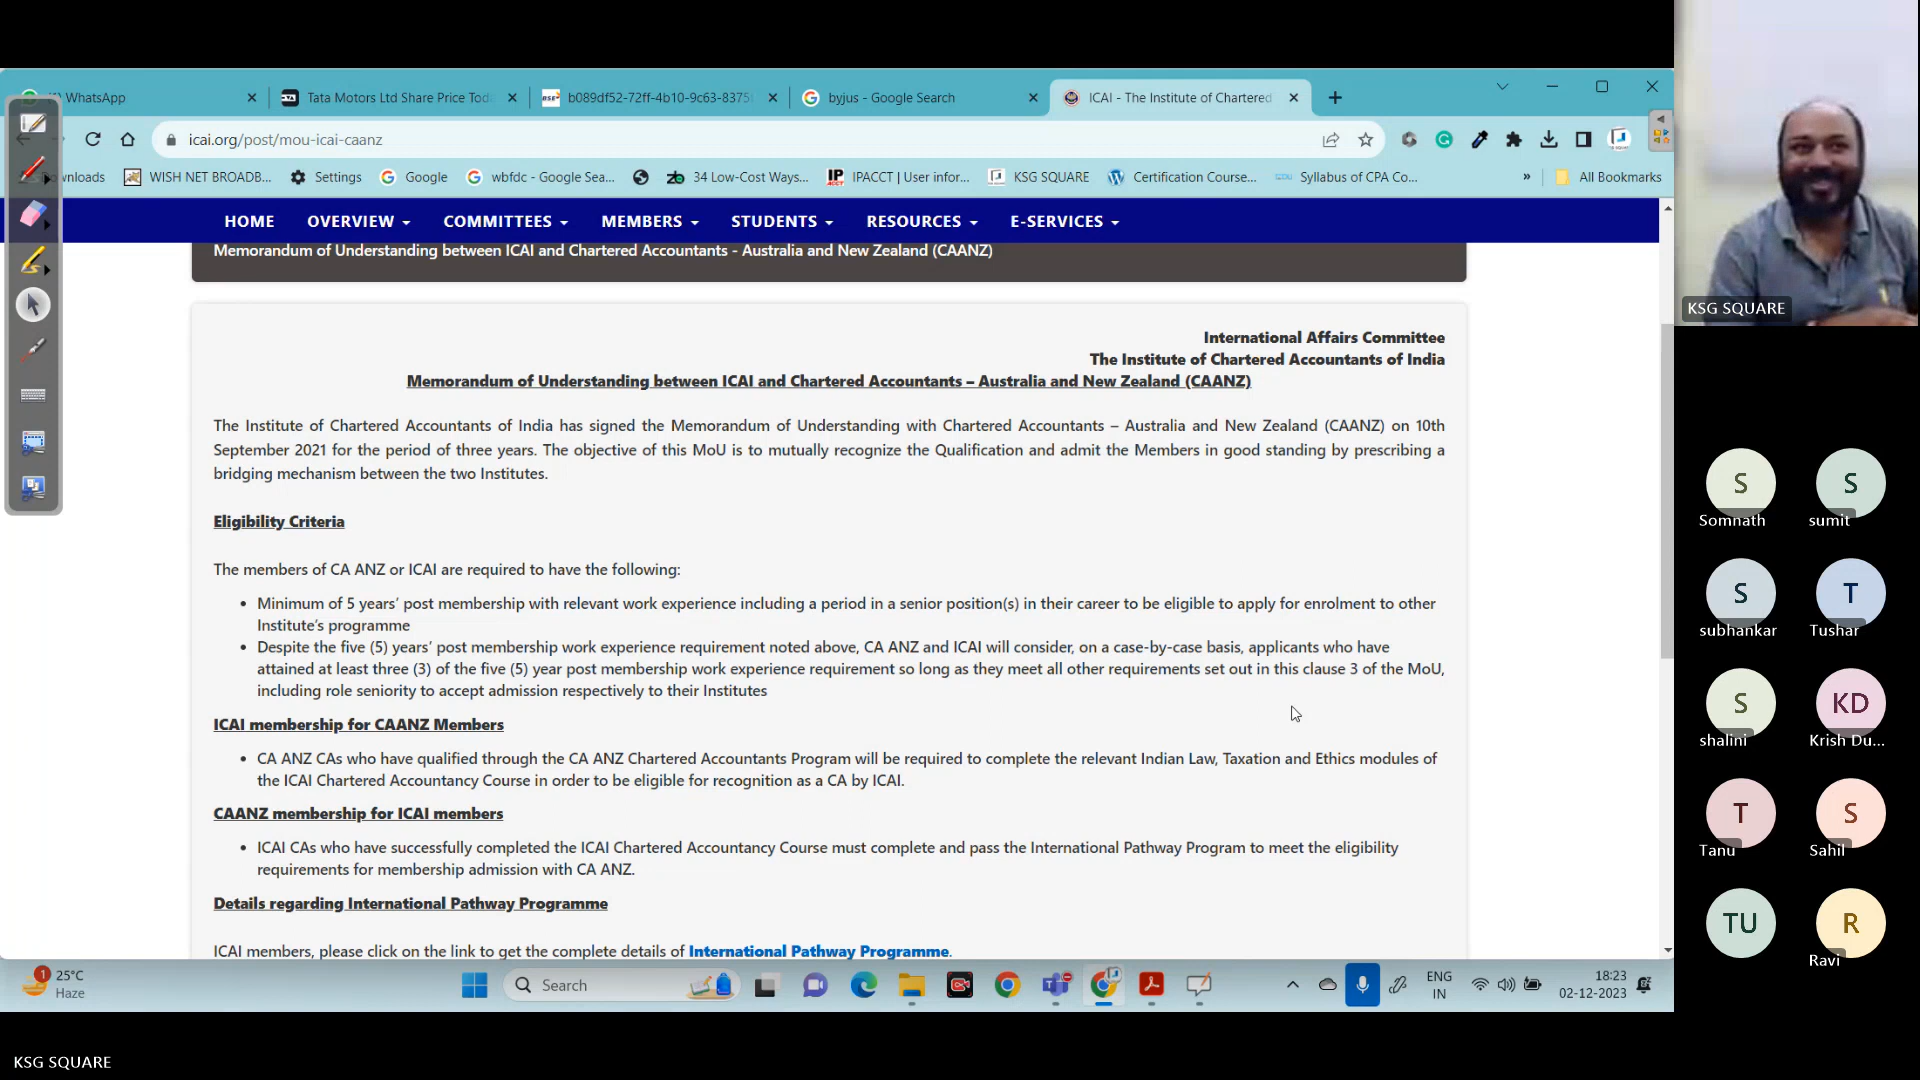 WhatsApp
Tata Motors Ltd Share Price Tod
b089df52-72ff-4b10-9c63-8375
byjus - Google Search
ICAI - The Institute of Chartered
icai.org/post/mou-icai-caanz
WISH NET BROADB...
Settings
Google
wbfdc - Google Sea...
34 Low-Cost Ways...
IPACCT | User infor...
KSG SQUARE
Certification Course...
Syllabus of CPA Co...
»
All Bookmarks
HOME
OVERVIEW
COMMITTEES
MEMBERS
STUDENTS
RESOURCES
E-SERVICES
Memorandum of Understanding between ICAI and Chartered Accountants - Australia and New Zealand (CAANZ)
International Affairs Committee
The Institute of Chartered Accountants of India
Memorandum of Understanding between ICAI and Chartered Accountants – Australia and New Zealand (CAANZ)
The Institute of Chartered Accountants of India has signed the Memorandum of Understanding with Chartered Accountants – Australia and New Zealand (CAANZ) on 10th
September 2021 for the period of three years. The objective of this MoU is to mutually recognize the Qualification and admit the Members in good standing by prescribing a
bridging mechanism between the two Institutes.
Eligibility Criteria
The members of CA ANZ or ICAI are required to have the following:
• Minimum of 5 years' post membership with relevant work experience including a period in a senior position(s) in their career to be eligible to apply for enrolment to other
Institute's programme
• Despite the five (5) years' post membership work experience requirement noted above, CA ANZ and ICAI will consider, on a case-by-case basis, applicants who have
attained at least three (3) of the five (5) year post membership work experience requirement so long as they meet all other requirements set out in this clause 3 of the MoU,
including role seniority to accept admission respectively to their Institutes
ICAI membership for CAANZ Members
• CA ANZ CAs who have qualified through the CA ANZ Chartered Accountants Program will be required to complete the relevant Indian Law, Taxation and Ethics modules of
the ICAI Chartered Accountancy Course in order to be eligible for recognition as a CA by ICAI.
CAANZ membership for ICAI members
• ICAI CAs who have successfully completed the ICAI Chartered Accountancy Course must complete and pass the International Pathway Program to meet the eligibility
requirements for membership admission with CA ANZ.
Details regarding International Pathway Programme
ICAI members, please click on the link to get the complete details of International Pathway Programme.
1
25°C
Haze
Search
ENG
IN
18:23
02-12-2023
KSG SQUARE
KSG SQUARE
S
Somnath
S
sumit
S
subhankar
T
Tushar
S
shalini
KD
Krish Du...
T
Tanu
S
Sahil
TU
R
Ravi